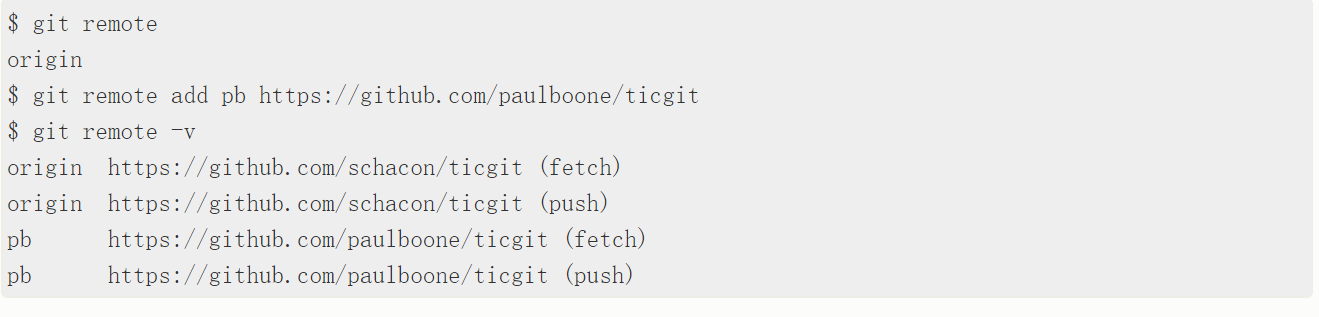 $ git remote
origin
$ git remote add pb https://github.com/paulboone/ticgit
$ git remote -v
origin  https://github.com/schacon/ticgit (fetch)
origin  https://github.com/schacon/ticgit (push)
pb      https://github.com/paulboone/ticgit (fetch)
pb      https://github.com/paulboone/ticgit (push)